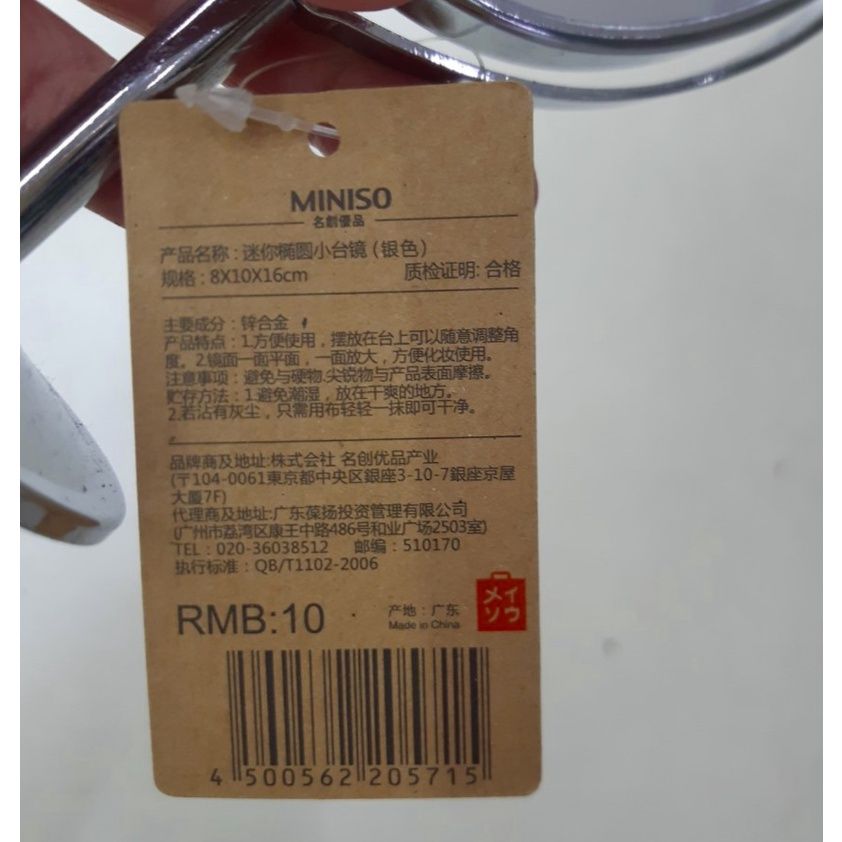 MINISO
名創優品
产品名称：迷你椭圆小台镜（银色）
规格：8X10X16cm 质检证明: 合格
主要成分：锌合金
产品特点：1.方便使用，摆放在台上可以随意调整角
度。2.镜面一面平面，一面放大，方便化妆使用。
注意事项：避免与硬物.尖锐物与产品表面摩擦。
贮存方法：1.避免潮湿，放在干爽的地方。
2.若沾有灰尘，只需用布轻轻一抹即可干净。
品牌商及地址:株式会社 名创优品产业
(〒104-0061東京都中央区銀座3-10-7銀座京屋
大厦7F)
代理商及地址:广东葆扬投资管理有限公司
(广州市荔湾区康王中路486号和业广场2503室)
TEL：020-36038512 邮编：510170
执行标准：QB/T1102-2006
RMB:10
产地：广东
Made in China
メイ
ソウ
4 500562 205715